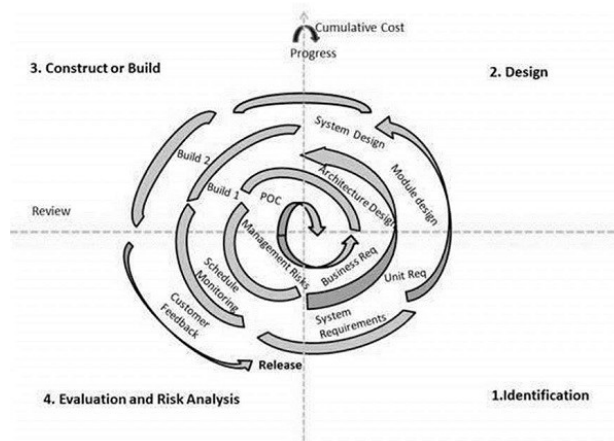 Cumulative Cost
Progress
3. Construct or Build
2. Design
System Design
Module design
Build 2
Build 1
Architecture Design
POC
Review
Management Risks
Business Req
Unit Req
Schedule
Monitoring
System
Requirements
Customer
Feedback
Release
4. Evaluation and Risk Analysis
1.Identification